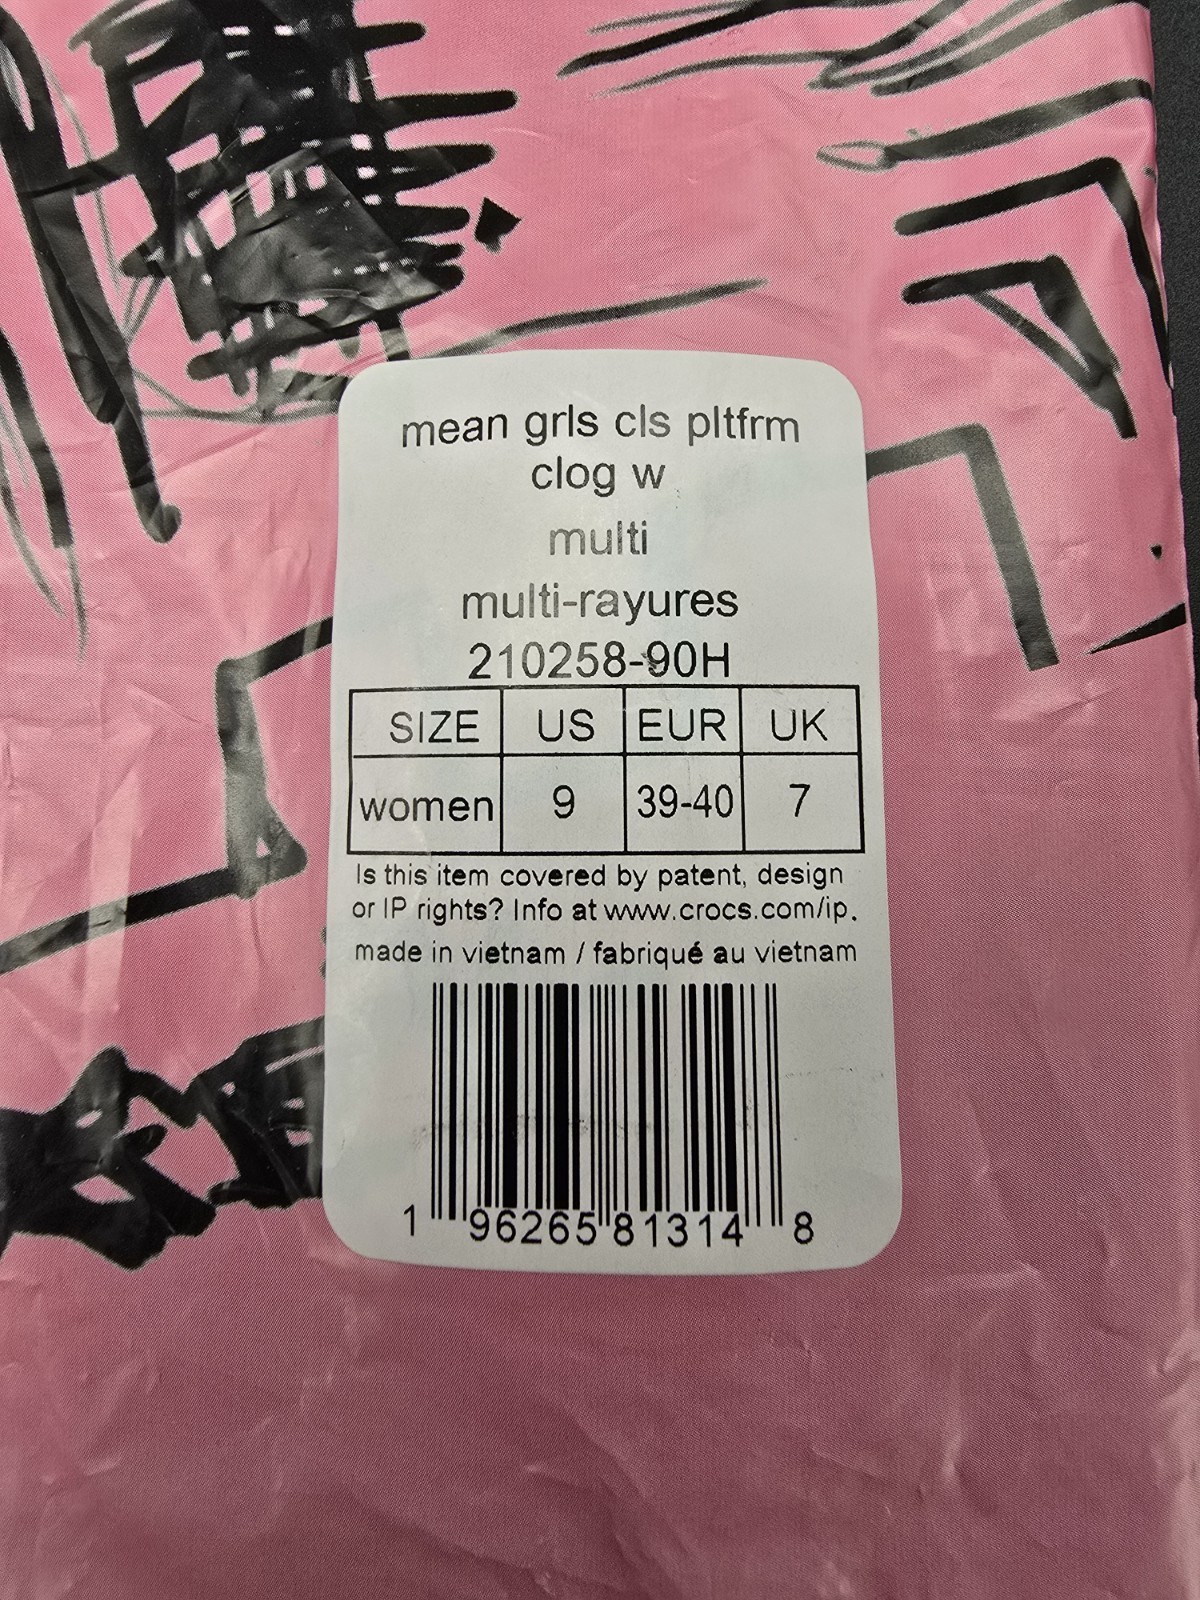 mean grls cls pltfrm
clog w
multi
multi-rayures
210258-90H
SIZE US EUR UK
women 9 39-40 7
Is this item covered by patent, design
or IP rights? Info at www.crocs.com/ip.
made in vietnam / fabriqué au vietnam
1 96265 81314 8